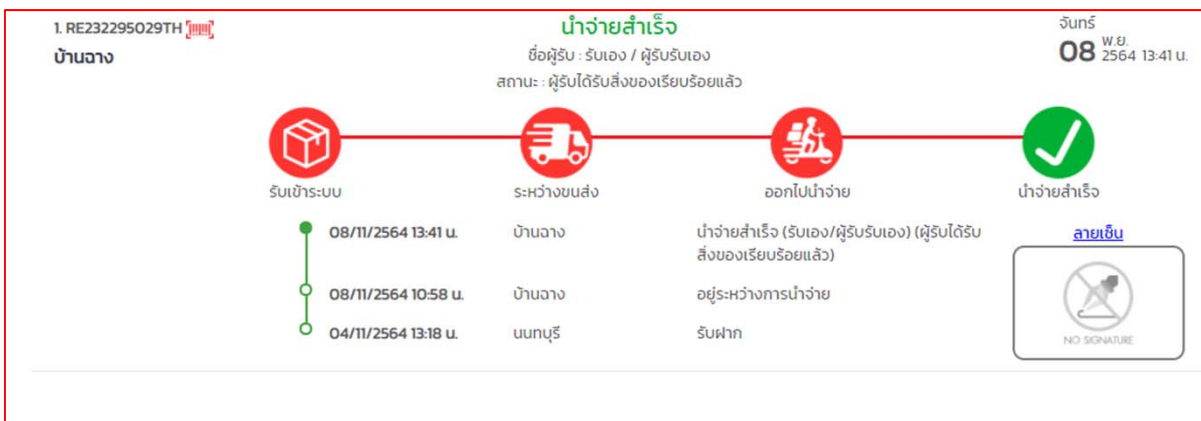 1. RE232295029TH
บ้านฉาง
นำจ่ายสำเร็จ
ชื่อผู้รับ : รับเอง / ผู้รับรับเอง
สถานะ : ผู้รับได้รับสิ่งของเรียบร้อยแล้ว
จันทร์
08 พ.ย. 2564 13:41 น.
รับเข้าระบบ
ระหว่างขนส่ง
ออกไปนำจ่าย
นำจ่ายสำเร็จ
08/11/2564 13:41 น. บ้านฉาง นำจ่ายสำเร็จ (รับเอง/ผู้รับรับเอง) (ผู้รับได้รับ
สิ่งของเรียบร้อยแล้ว)
ลายเซ็น
08/11/2564 10:58 น. บ้านฉาง อยู่ระหว่างการนำจ่าย
04/11/2564 13:18 น. นนทบุรี รับฝาก
NO SIGNATURE